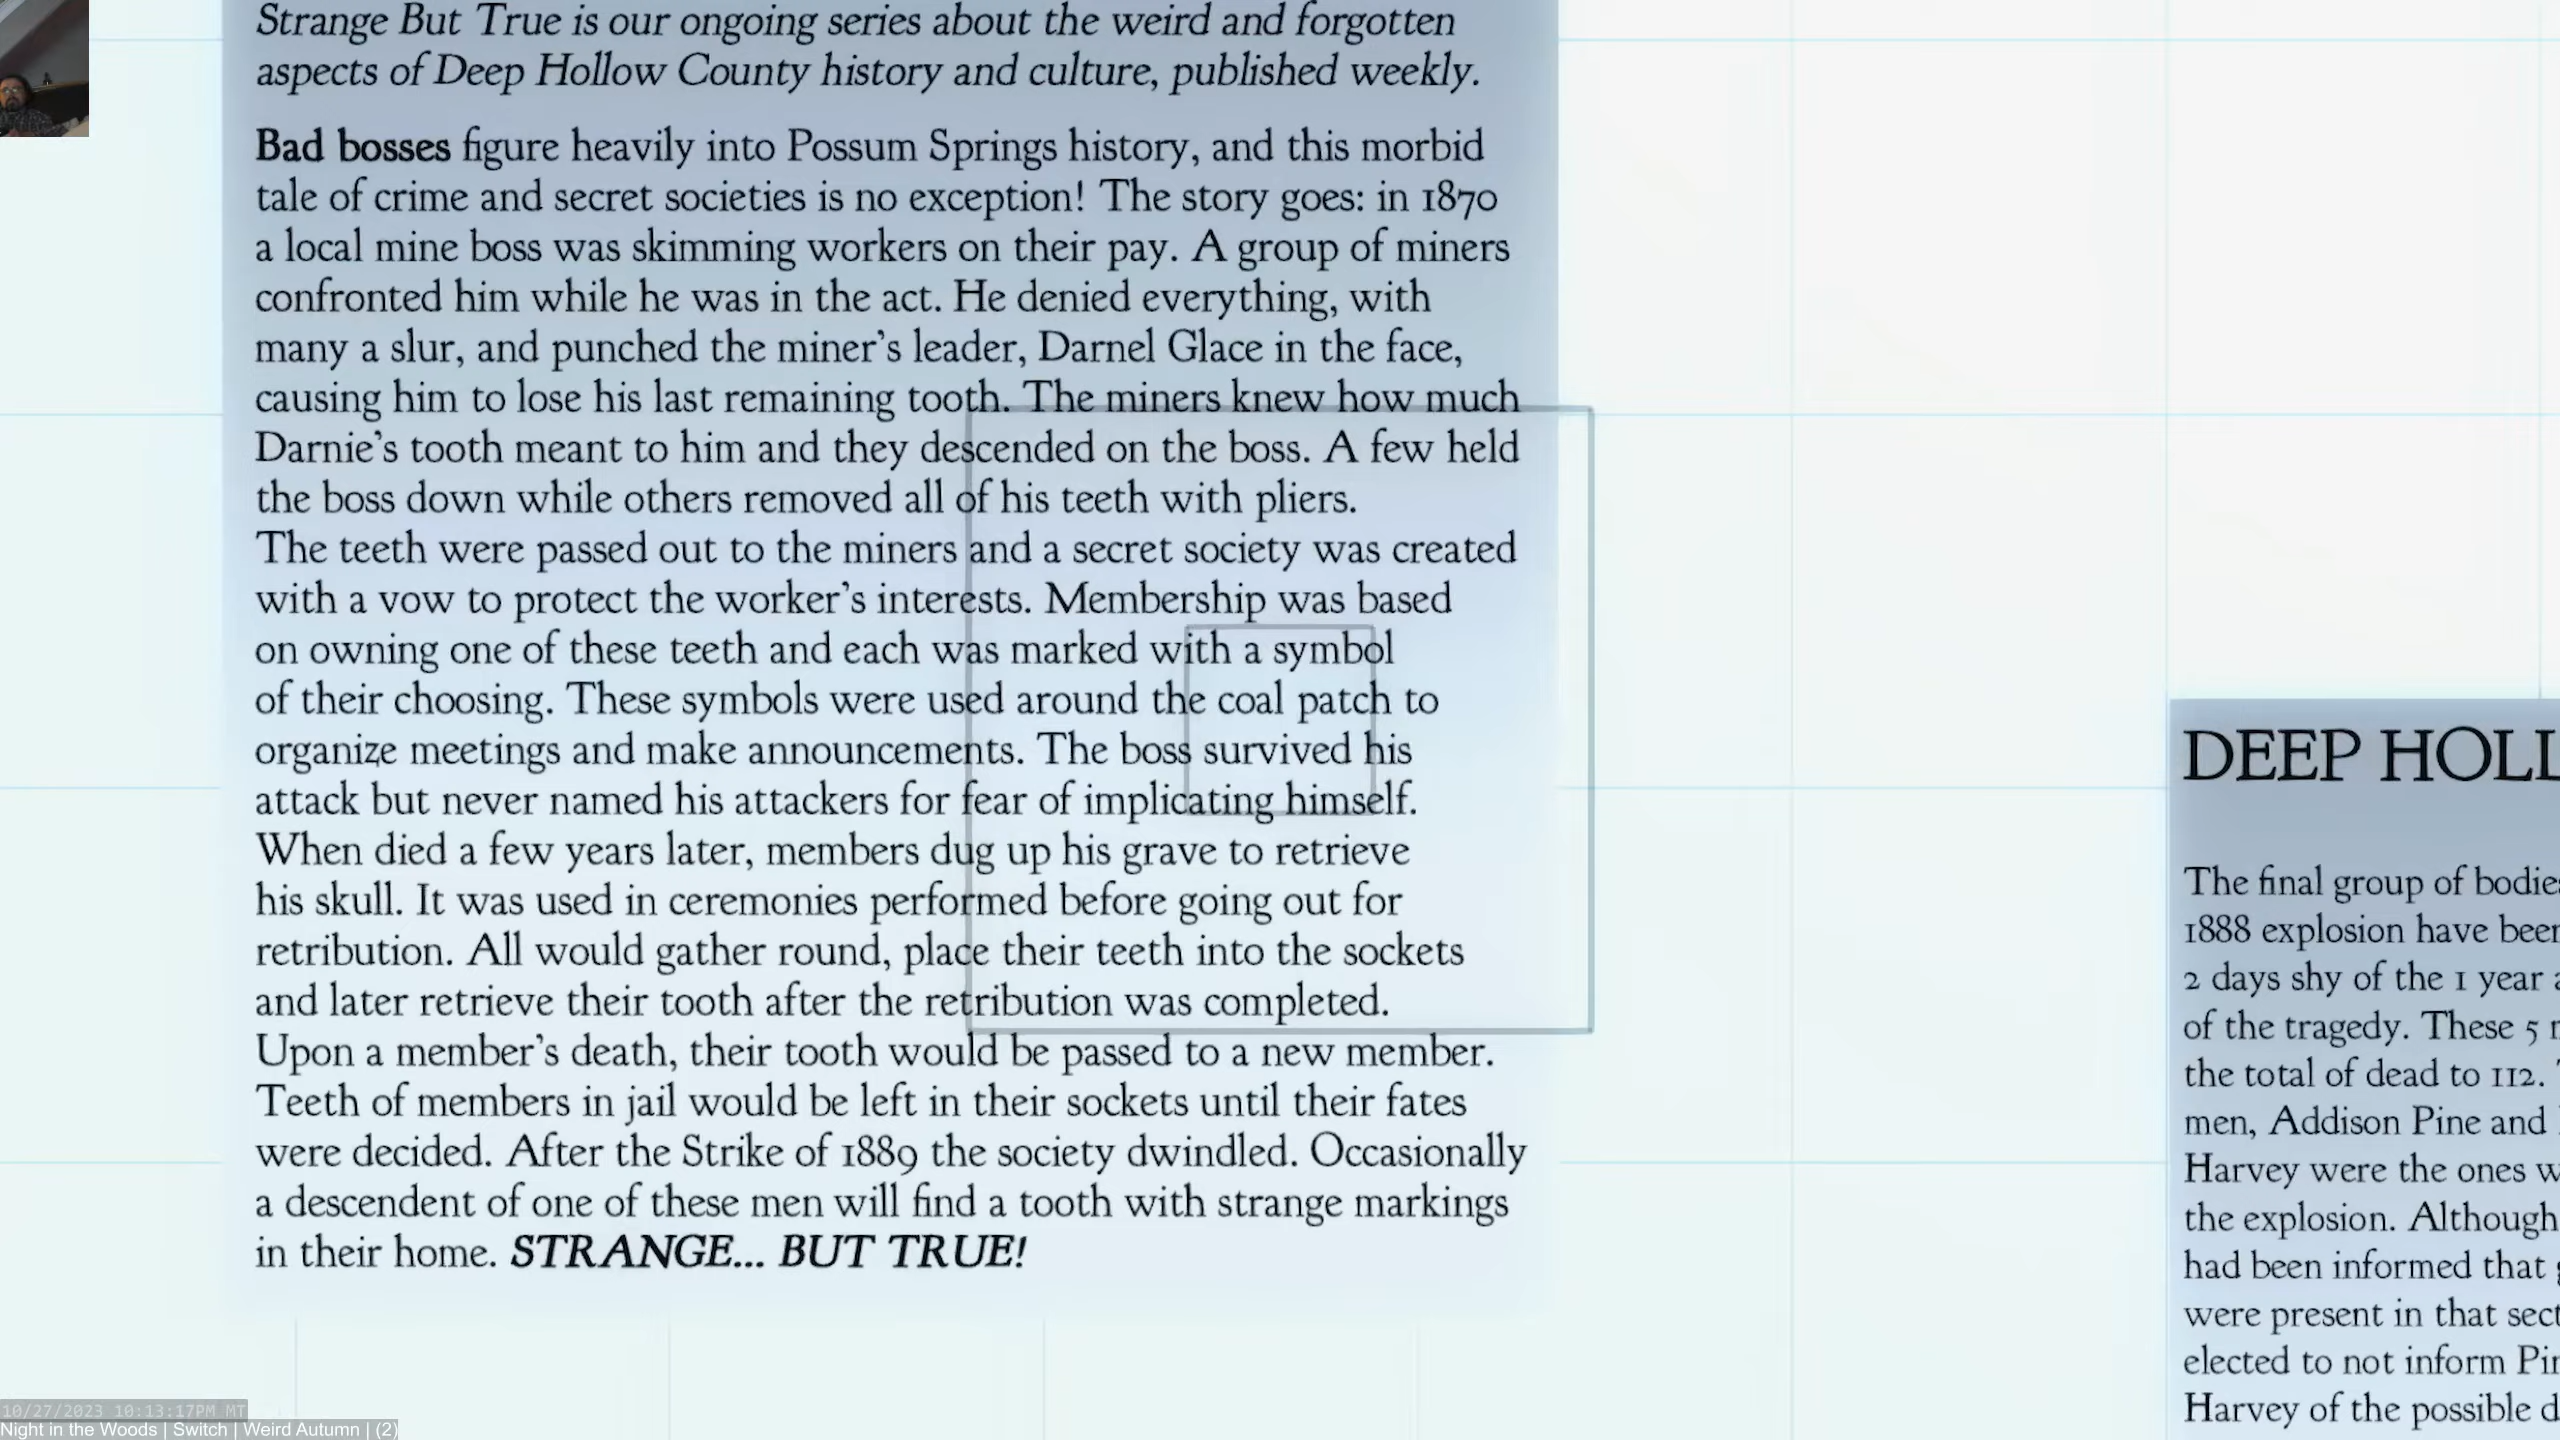 Strange But True is our ongoing series about the weird and forgotten
aspects of Deep Hollow County history and culture, published weekly.
Bad bosses figure heavily into Possum Springs history, and this morbid
tale of crime and secret societies is no exception! The story goes: in 1870
a local mine boss was skimming workers on their pay. A group of miners
confronted him while he was in the act. He denied everything, with
many a slur, and punched the miner's leader, Darnel Glace in the face,
causing him to lose his last remaining tooth. The miners knew how much
Darnie's tooth meant to him and they descended on the boss. A few held
the boss down while others removed all of his teeth with pliers.
The teeth were passed out to the miners and a secret society was created
with a vow to protect the worker's interests. Membership was based
on owning one of these teeth and each was marked with a symbol
of their choosing. These symbols were used around the coal patch to
organize meetings and make announcements. The boss survived his
attack but never named his attackers for fear of implicating himself.
When died a few years later, members dug up his grave to retrieve
his skull. It was used in ceremonies performed before going out for
retribution. All would gather round, place their teeth into the sockets
and later retrieve their tooth after the retribution was completed.
Upon a member's death, their tooth would be passed to a new member.
Teeth of members in jail would be left in their sockets until their fates
were decided. After the Strike of 1889 the society dwindled. Occasionally
a descendent of one of these men will find a tooth with strange markings
in their home. STRANGE... BUT TRUE!
DEEP HOLL
The final group of bodie
1888 explosion have been
2 days shy of the 1 year
of the tragedy. These 5
the total of dead to 112.
men, Addison Pine and
Harvey were the ones w
the explosion. Although
had been informed that
were present in that sect
elected to not inform Pin
Harvey of the possible d
10/27/2023 10:13:17PM MT
Night in the Woods | Switch | Weird Autumn | (2)